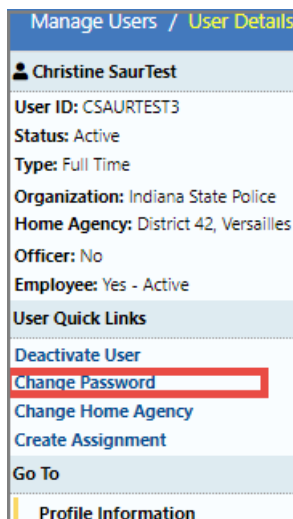 Manage Users / User Details
Christine SaurTest
User ID: CSAURTEST3
Status: Active
Type: Full Time
Organization: Indiana State Police
Home Agency: District 42, Versailles
Officer: No
Employee: Yes - Active
User Quick Links
Deactivate User
Change Password
Change Home Agency
Create Assignment
Go To
Profile Information